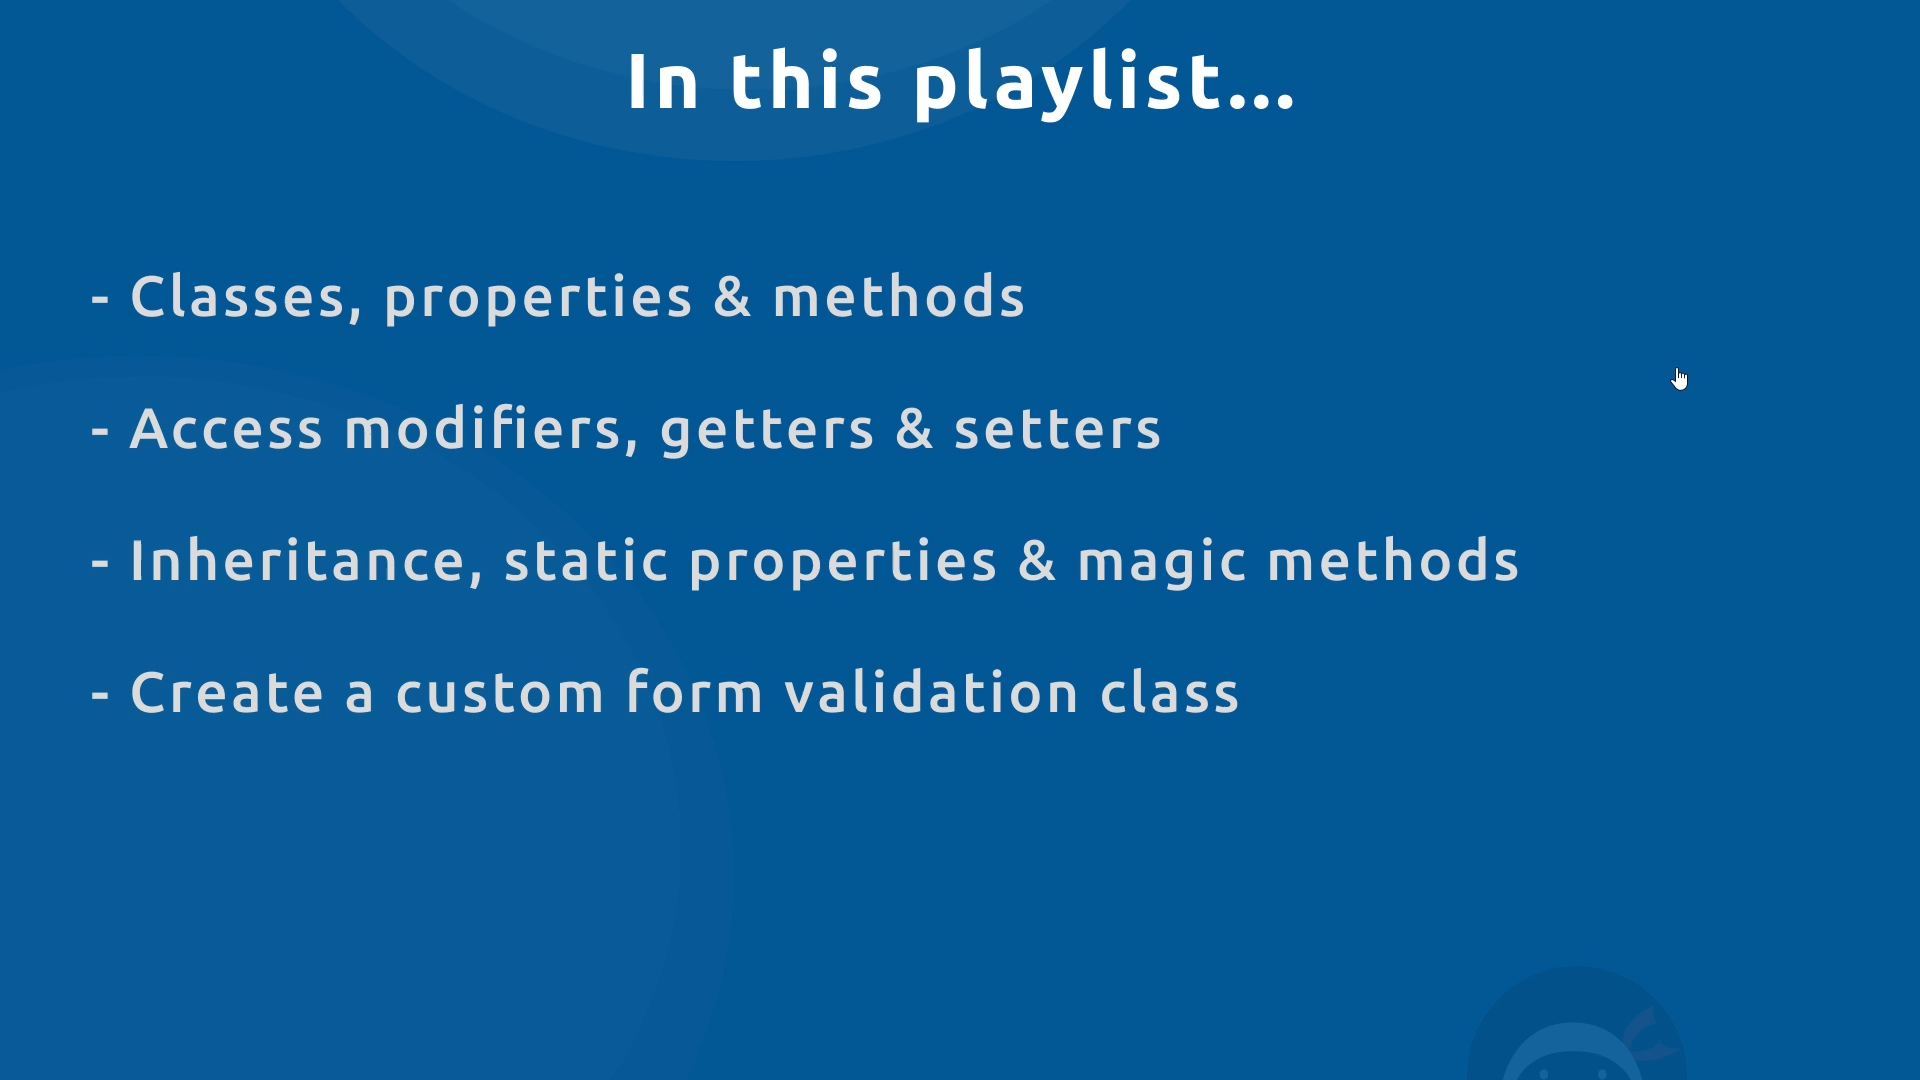 In this playlist...
- Classes, properties & methods
- Access modifiers, getters & setters
- Inheritance, static properties & magic methods
- Create a custom form validation class